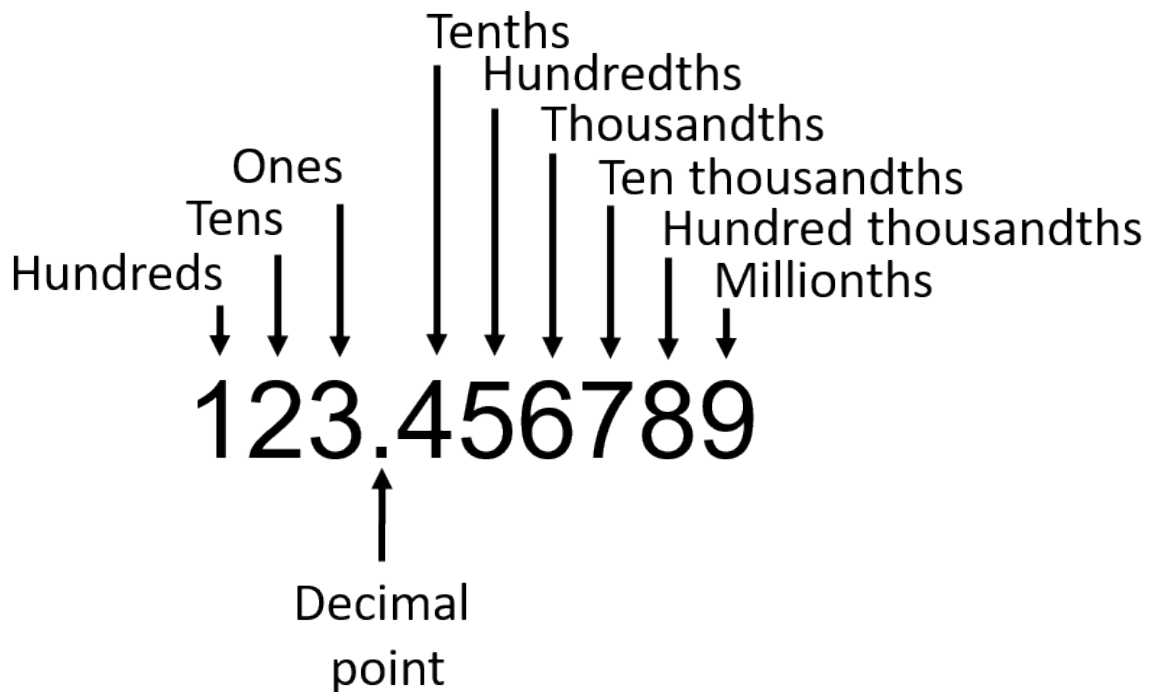 Tenths
Hundredths
Thousandths
Ones
Ten thousandths
Tens
Hundred thousandths
Hundreds
Millionths
123.456789
Decimal
point